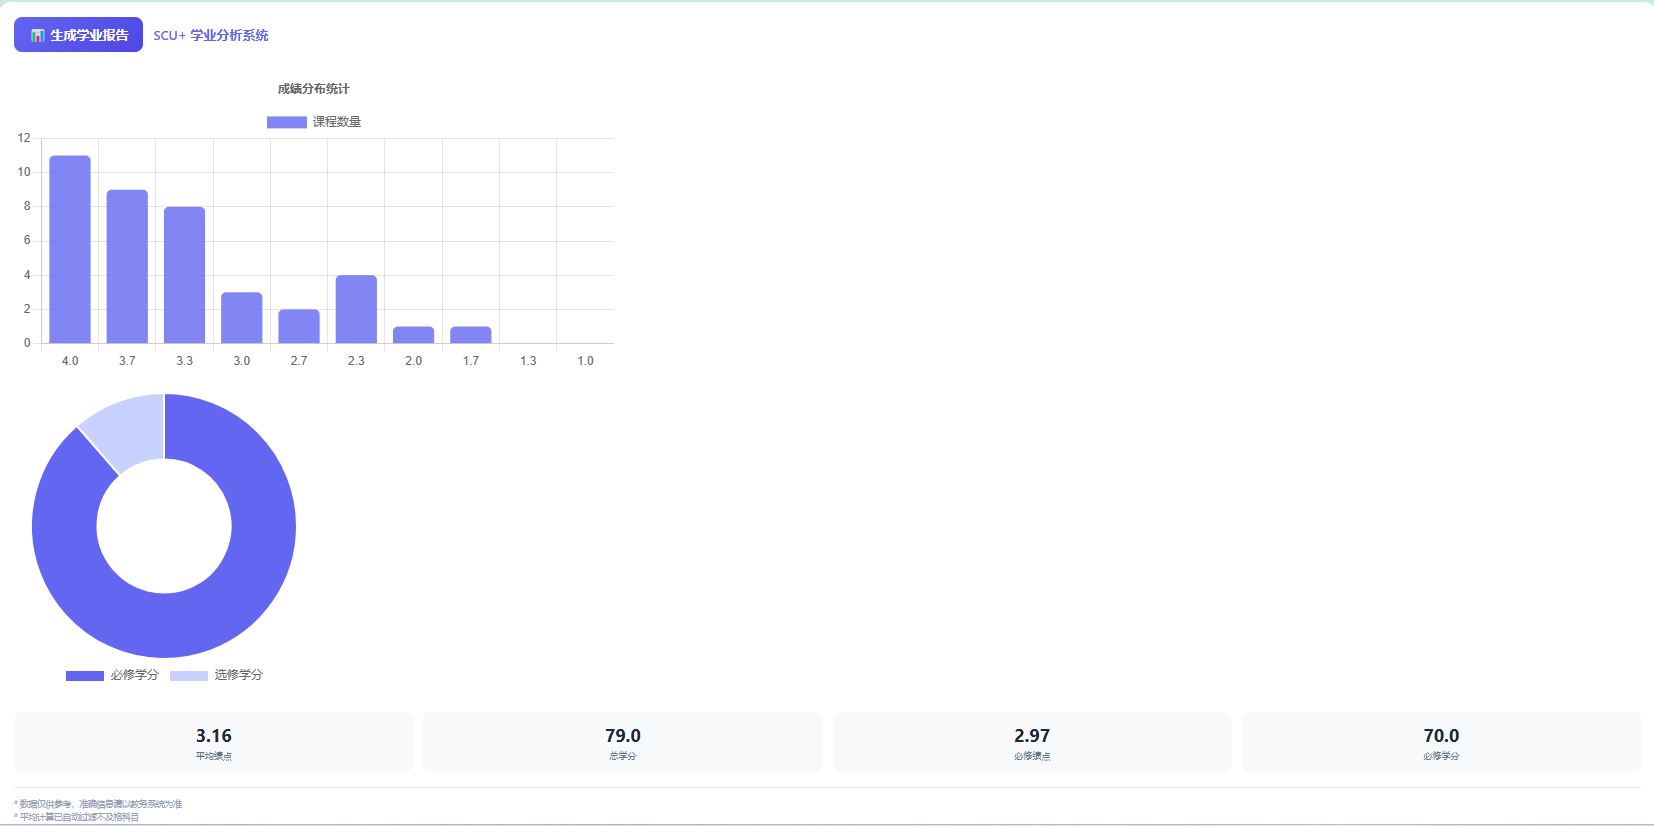 📊 生成学业报告 SCU+ 学业分析系统
成绩分布统计
课程数量
12
10
8
6
4
2
0
4.0 3.7 3.3 3.0 2.7 2.3 2.0 1.7 1.3 1.0
必修学分 选修学分
3.16 79.0 2.97 70.0
平均绩点 总学分 必修绩点 必修学分
* 数据仅供参考，准确信息请以教务系统为准
* 平均计算已自动过滤不及格科目